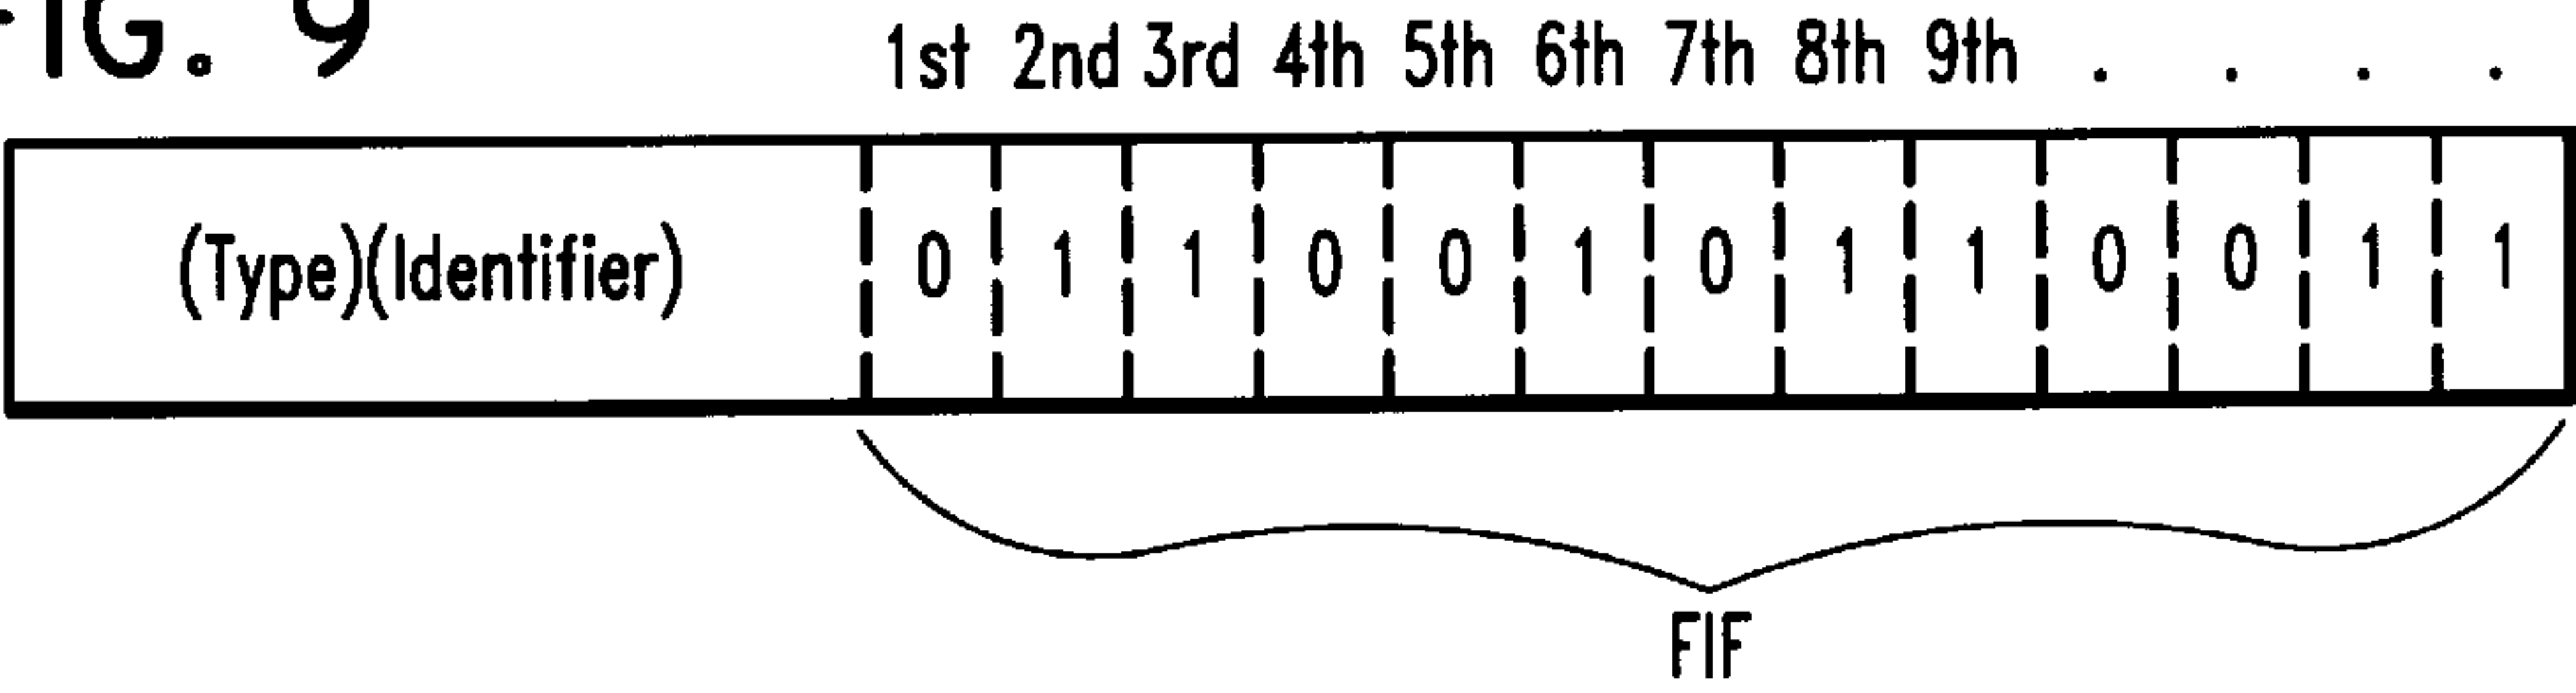 FIG. 9
1st 2nd 3rd 4th 5th 6th 7th 8th 9th . . . .
(Type)(Identifier) 0 1 1 0 0 1 0 1 1 0 0 1 1
FIF